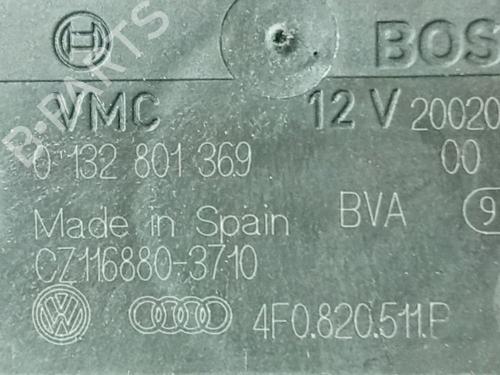 BOS
VMC 12 V 20020
0 132 801 369 00
Made in Spain BVA 9
CZ116880-3710
4F0.820.511.
B-PARTS